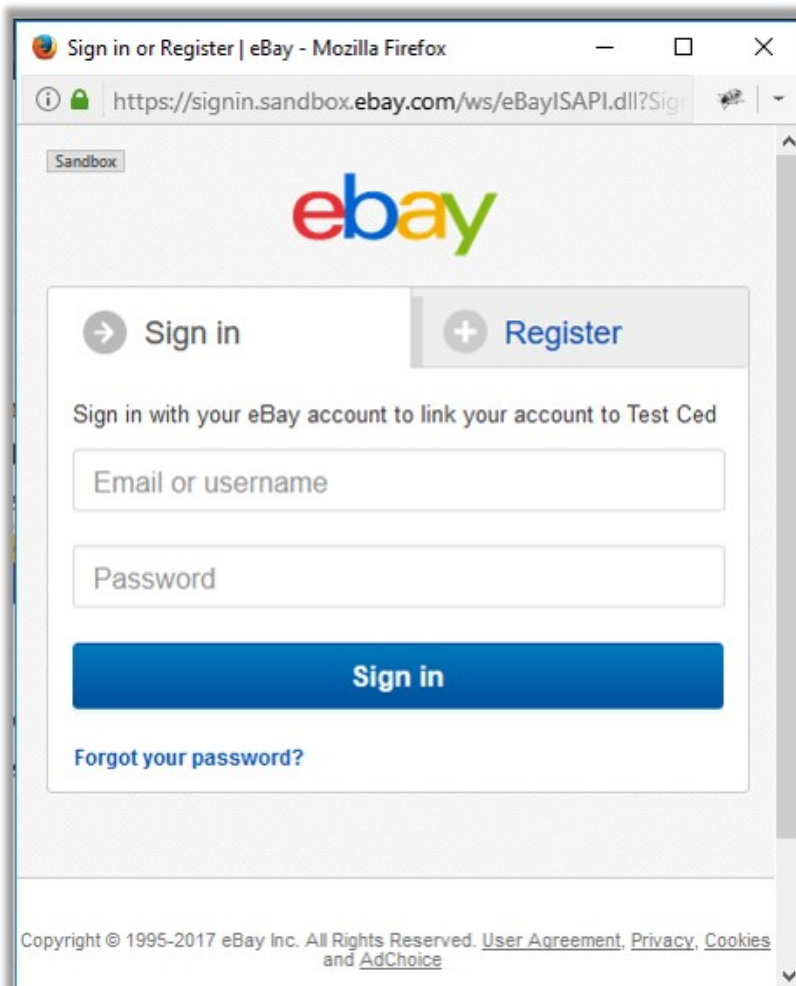 Sign in or Register | eBay - Mozilla Firefox
https://signin.sandbox.ebay.com/ws/eBayISAPI.dll?Sig
Sandbox
ebay
Sign in
Register
Sign in with your eBay account to link your account to Test Ced
Email or username
Password
Sign in
Forgot your password?
Copyright © 1995-2017 eBay Inc. All Rights Reserved. User Agreement, Privacy, Cookies
and AdChoice